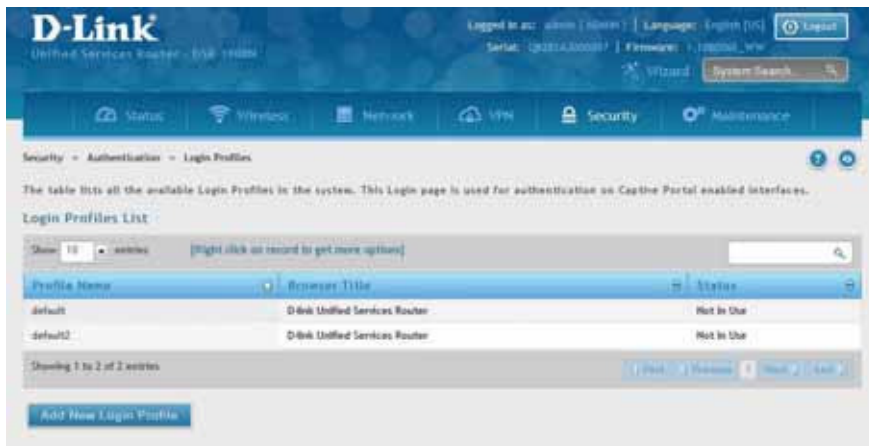 D-Link
Logged in as: admin (ADMIN) | Language: English [US] Logout
Unified Services Router -
Serial: | Firmware:
Wizard System Search...
Status Wireless Network VPN Security Maintenance
Security » Authentication » Login Profiles
The table lists all the available Login Profiles in the system. This Login page is used for authentication on Captive Portal enabled interfaces.
Login Profiles List
Show 10 entries [Right click on record to get more options]
Profile Name Browser Title Status
default D-link Unified Services Router Not In Use
default2 D-link Unified Services Router Not In Use
Showing 1 to 2 of 2 entries
First Previous 1 Next Last
Add New Login Profile